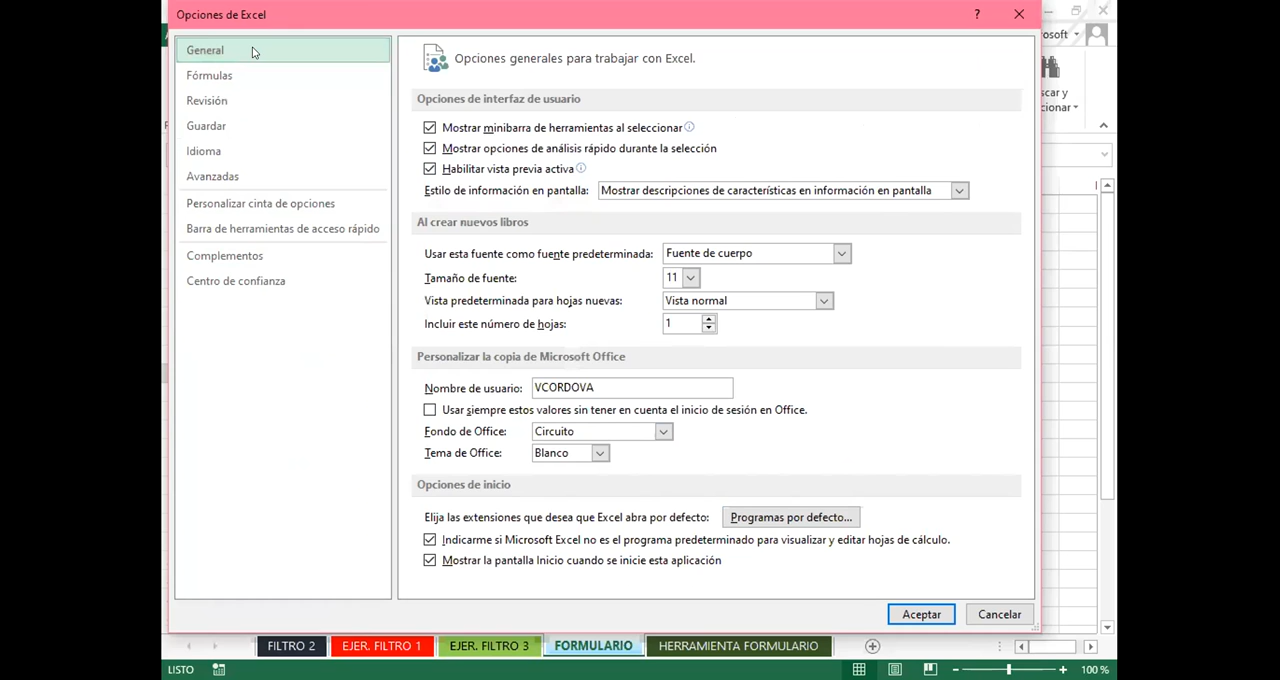 Opciones de Excel
?
General
Fórmulas
Revisión
Guardar
Idioma
Avanzadas
Personalizar cinta de opciones
Barra de herramientas de acceso rápido
Complementos
Centro de confianza
Opciones generales para trabajar con Excel.
Opciones de interfaz de usuario
Mostrar minibarra de herramientas al seleccionar
Mostrar opciones de análisis rápido durante la selección
Habilitar vista previa activa
Estilo de información en pantalla: Mostrar descripciones de características en información en pantalla
Al crear nuevos libros
Usar esta fuente como fuente predeterminada: Fuente de cuerpo
Tamaño de fuente: 11
Vista predeterminada para hojas nuevas: Vista normal
Incluir este número de hojas: 1
Personalizar la copia de Microsoft Office
Nombre de usuario: VCORDOVA
Usar siempre estos valores sin tener en cuenta el inicio de sesión en Office.
Fondo de Office: Circuito
Tema de Office: Blanco
Opciones de inicio
Elija las extensiones que desea que Excel abra por defecto: Programas por defecto...
Indicarme si Microsoft Excel no es el programa predeterminado para visualizar y editar hojas de cálculo.
Mostrar la pantalla Inicio cuando se inicie esta aplicación
Aceptar Cancelar
osoft
scar y
cionar
FILTRO 2 EJER. FILTRO 1 EJER. FILTRO 3 FORMULARIO HERRAMIENTA FORMULARIO
LISTO 100 %